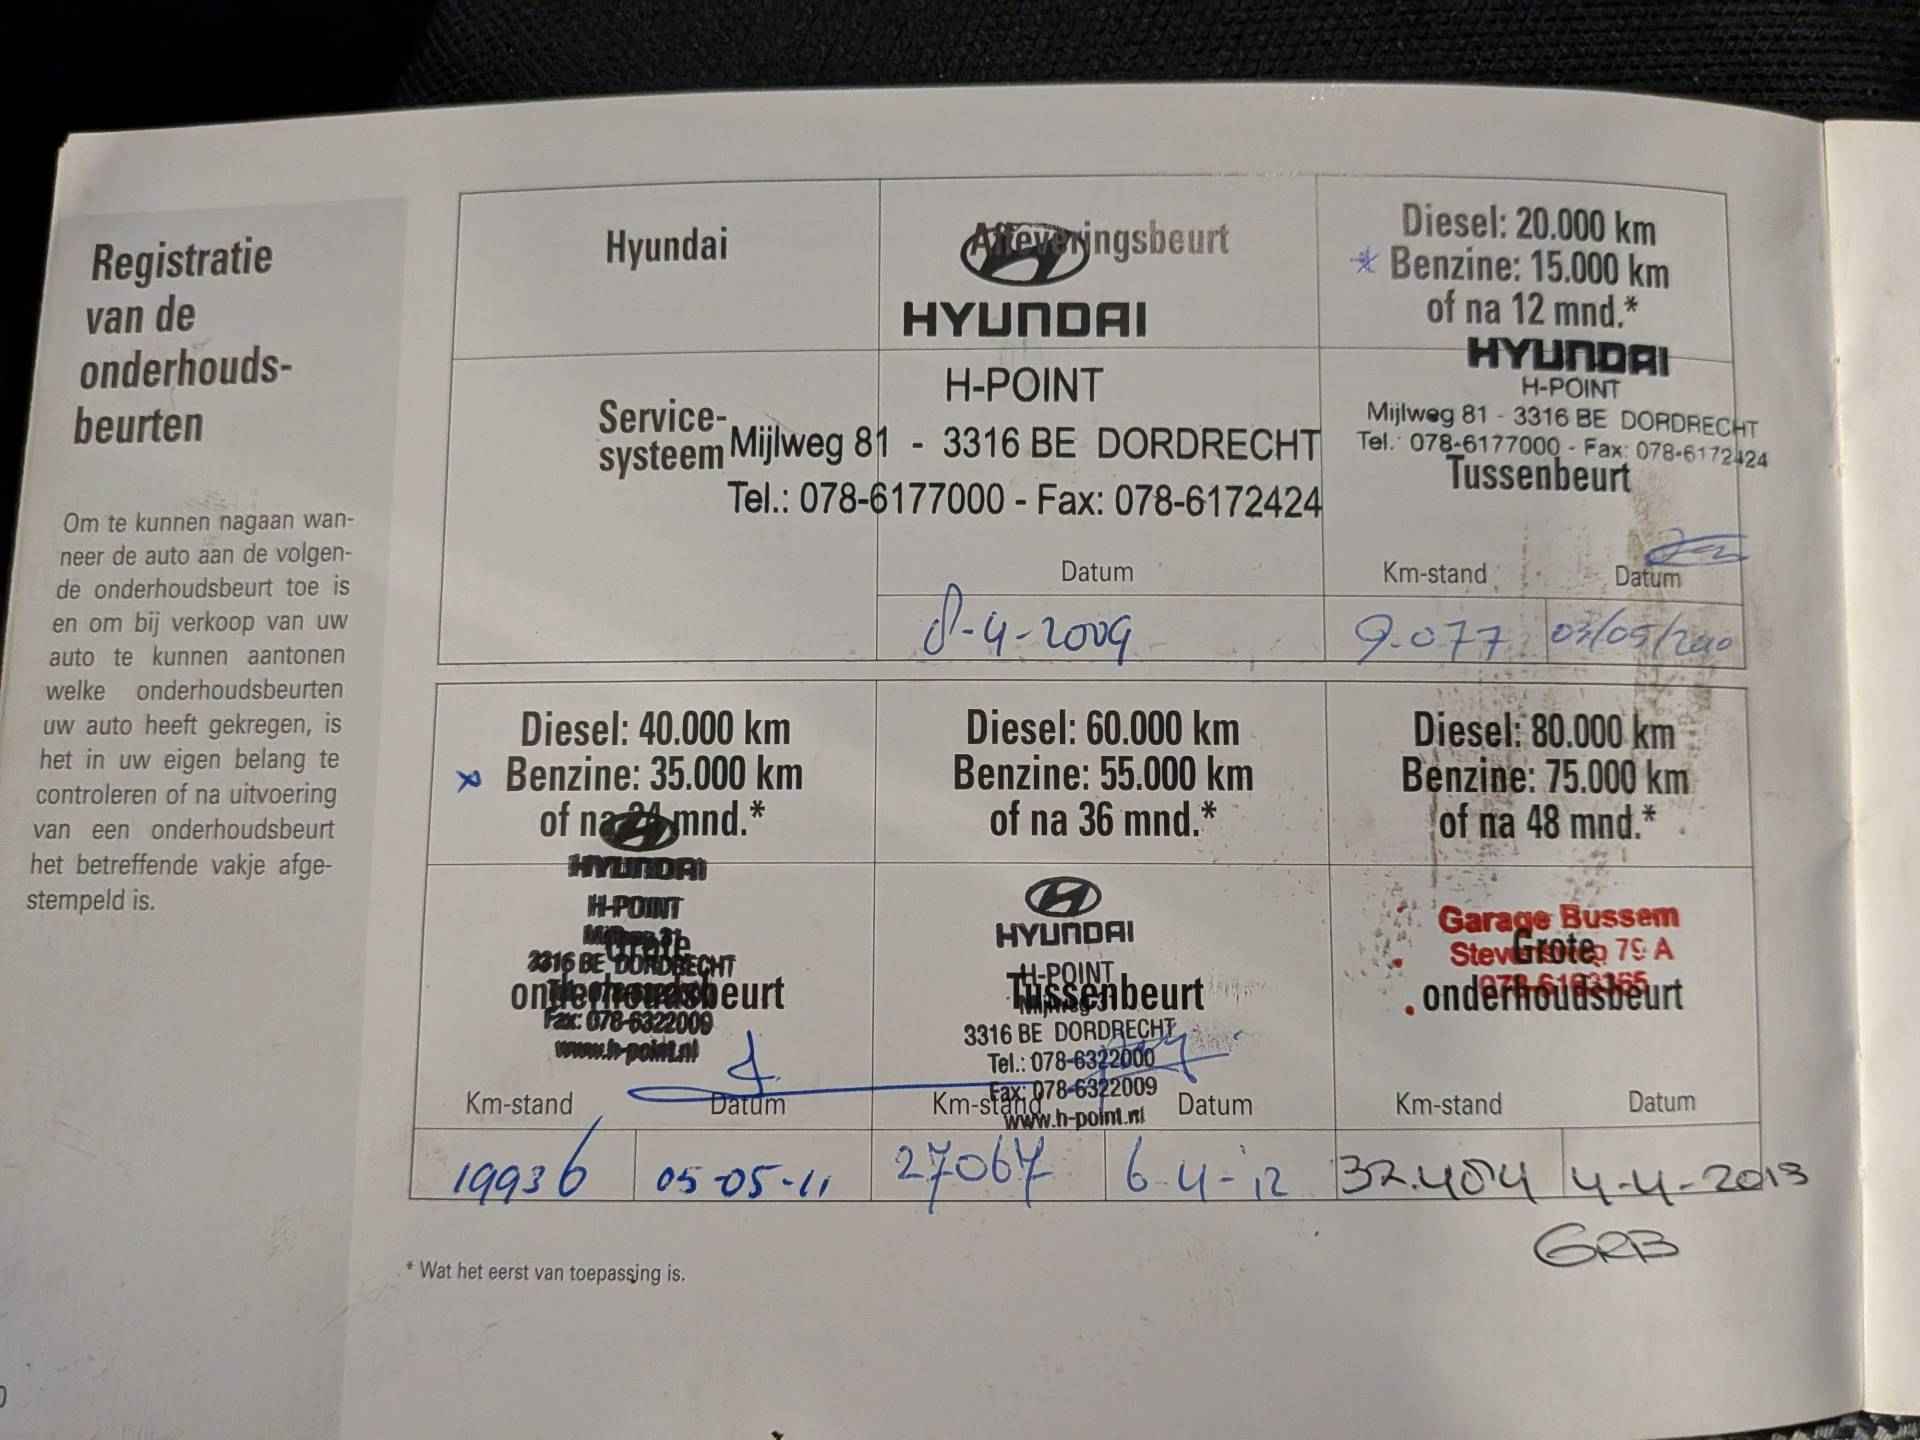 Registratie
van de
onderhouds-
beurten
Om te kunnen nagaan wan-
neer de auto aan de volgen-
de onderhoudsbeurt toe is
en om bij verkoop van uw
auto te kunnen aantonen
welke onderhoudsbeurten
uw auto heeft gekregen, is
het in uw eigen belang te
controleren of na uitvoering
van een onderhoudsbeurt
het betreffende vakje afge-
stempeld is.
Hyundai
Service-
systeem
Afleveringsbeurt
HYUNDAI
H-POINT
Mijlweg 81 - 3316 BE DORDRECHT
Tel.: 078-6177000 - Fax: 078-6172424
Datum
8-4-2009
Diesel: 20.000 km
* Benzine: 15.000 km
of na 12 mnd.*
HYUNDAI
H-POINT
Mijlweg 81 - 3316 BE DORDRECHT
Tel.: 078-6177000 - Fax: 078-6172424
Tussenbeurt
Km-stand Datum
9.077 03/05/2010
Diesel: 40.000 km
x Benzine: 35.000 km
of na 24 mnd.*
HYUNDAI
H-POINT
Grote
3316 BE DORDRECHT
onderhoudsbeurt
Fax: 078-6322009
www.h-point.nl
Km-stand Datum
19936 05-05-11
Diesel: 60.000 km
Benzine: 55.000 km
of na 36 mnd.*
HYUNDAI
H-POINT
Tussenbeurt
3316 BE DORDRECHT
Tel.: 078-6322000
Fax: 078-6322009
www.h-point.nl
Km-stand Datum
27067 6-4-12
Diesel: 80.000 km
Benzine: 75.000 km
of na 48 mnd.*
Garage Bussem
Grote
79 A
onderhoudsbeurt
Km-stand Datum
32.404 4-4-2013
GRB
* Wat het eerst van toepassing is.